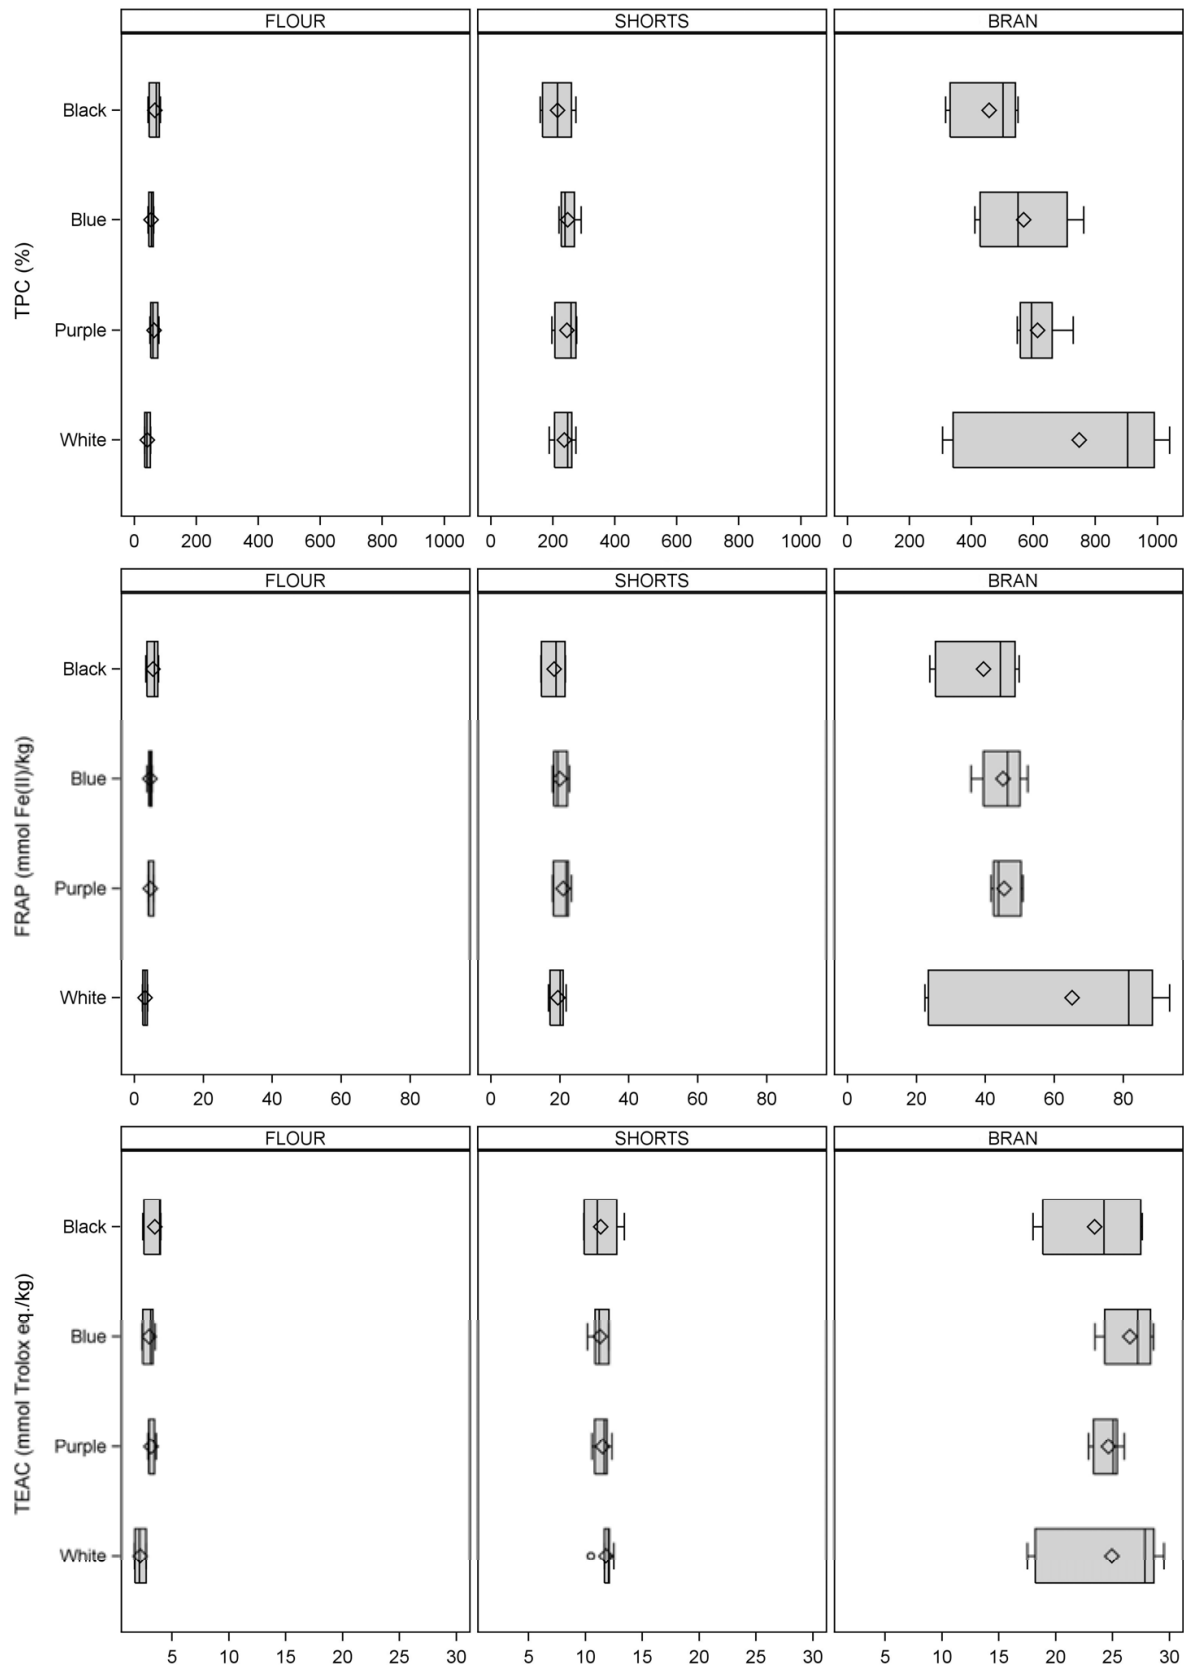 FLOUR SHORTS BRAN
TPC (%)
Black
Blue
Purple
White
0 200 400 600 800 1000 0 200 400 600 800 1000 0 200 400 600 800 1000
FLOUR SHORTS BRAN
FRAP (mmol Fe(II)/kg)
Black
Blue
Purple
White
0 20 40 60 80 0 20 40 60 80 0 20 40 60 80
FLOUR SHORTS BRAN
TEAC (mmol Trolox eq./kg)
Black
Blue
Purple
White
5 10 15 20 25 30 5 10 15 20 25 30 5 10 15 20 25 30